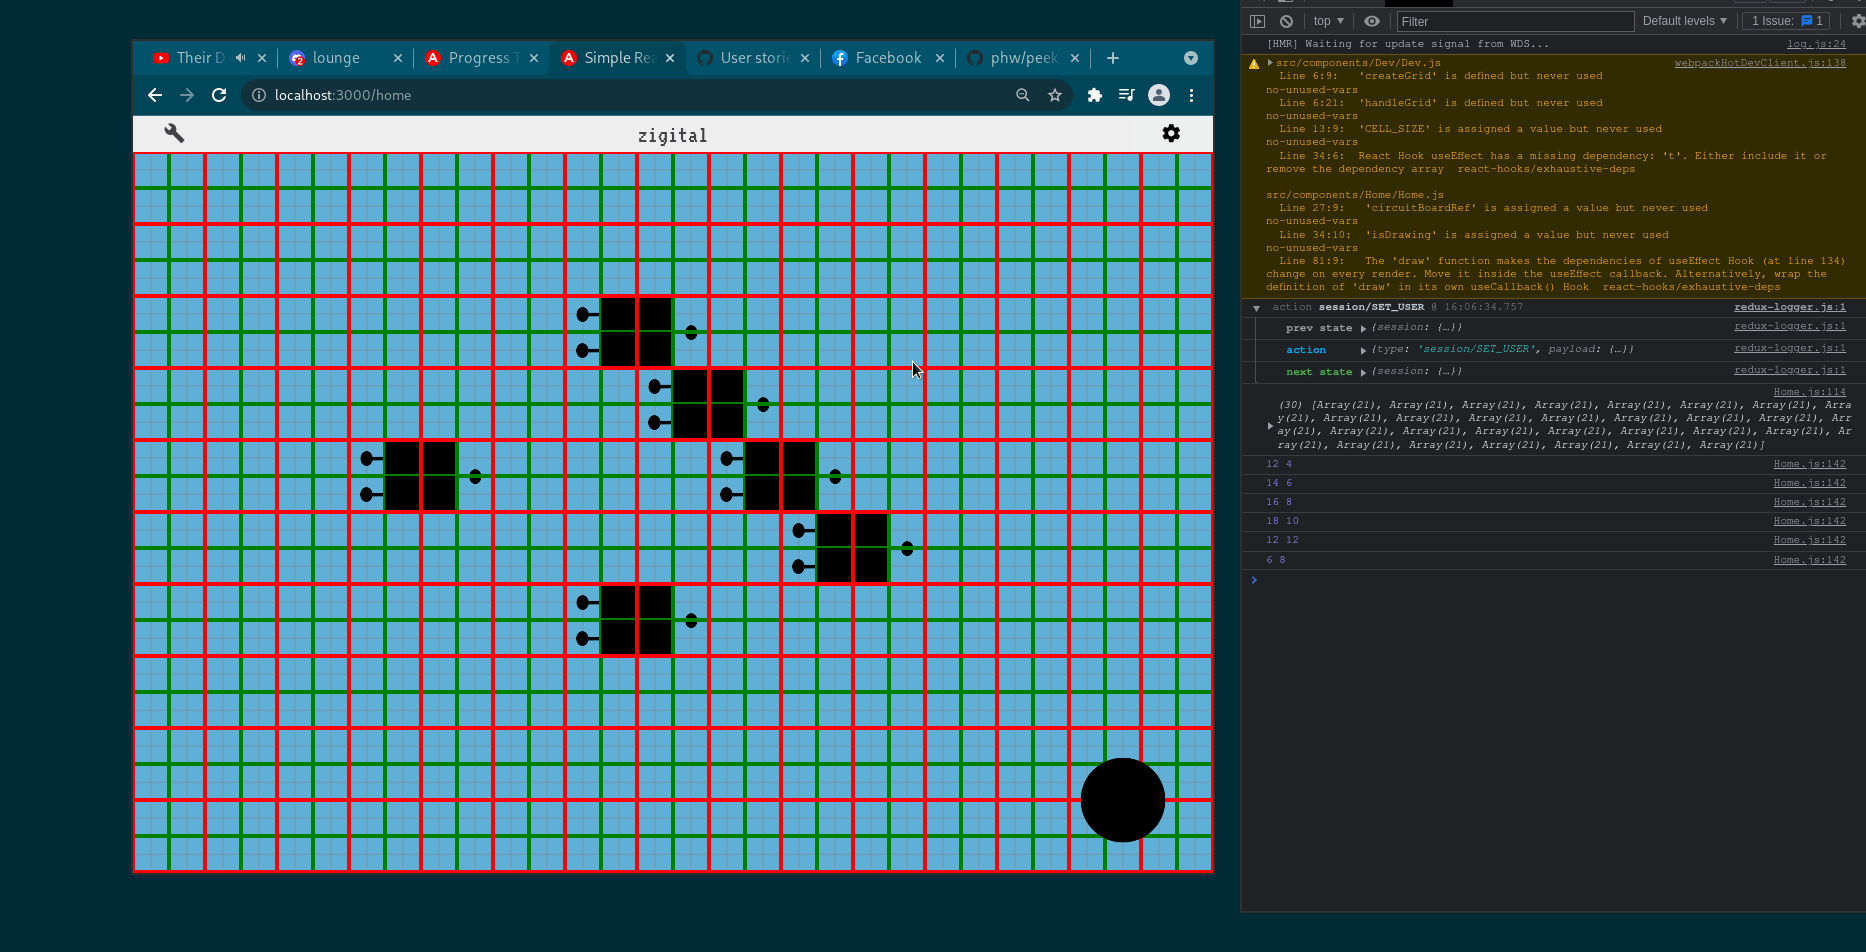 Their D
lounge
Progress T
Simple Rea
User stori
Facebook
phw/peek
localhost:3000/home
zigital
top
Filter
Default levels
1 Issue:
1
[HMR] Waiting for update signal from WDS...
log.js:24
src/components/Dev/Dev.js
webpackHotDevClient.js:138
Line 6:9: 'createGrid' is defined but never used
no-unused-vars
Line 6:21: 'handleGrid' is defined but never used
no-unused-vars
Line 13:9: 'CELL_SIZE' is assigned a value but never used
no-unused-vars
Line 34:6: React Hook useEffect has a missing dependency: 't'. Either include it or
remove the dependency array react-hooks/exhaustive-deps
src/components/Home/Home.js
Line 27:9: 'circuitBoardRef' is assigned a value but never used
no-unused-vars
Line 34:10: 'isDrawing' is assigned a value but never used
no-unused-vars
Line 81:9: The 'draw' function makes the dependencies of useEffect Hook (at line 134)
change on every render. Move it inside the useEffect callback. Alternatively, wrap the
definition of 'draw' in its own useCallback() Hook react-hooks/exhaustive-deps
action session/SET_USER @ 16:06:34.757
redux-logger.js:1
prev state {session: {…}}
redux-logger.js:1
action {type: 'session/SET_USER', payload: {…}}
redux-logger.js:1
next state {session: {…}}
redux-logger.js:1
Home.js:114
(30) [Array(21), Array(21), Array(21), Array(21), Array(21), Array(21), Array(21), Arra
y(21), Array(21), Array(21), Array(21), Array(21), Array(21), Array(21), Array(21), Arr
ay(21), Array(21), Array(21), Array(21), Array(21), Array(21), Array(21), Array(21), Ar
ray(21), Array(21), Array(21), Array(21), Array(21), Array(21), Array(21)]
12 4
Home.js:142
14 6
Home.js:142
16 8
Home.js:142
18 10
Home.js:142
12 12
Home.js:142
6 8
Home.js:142